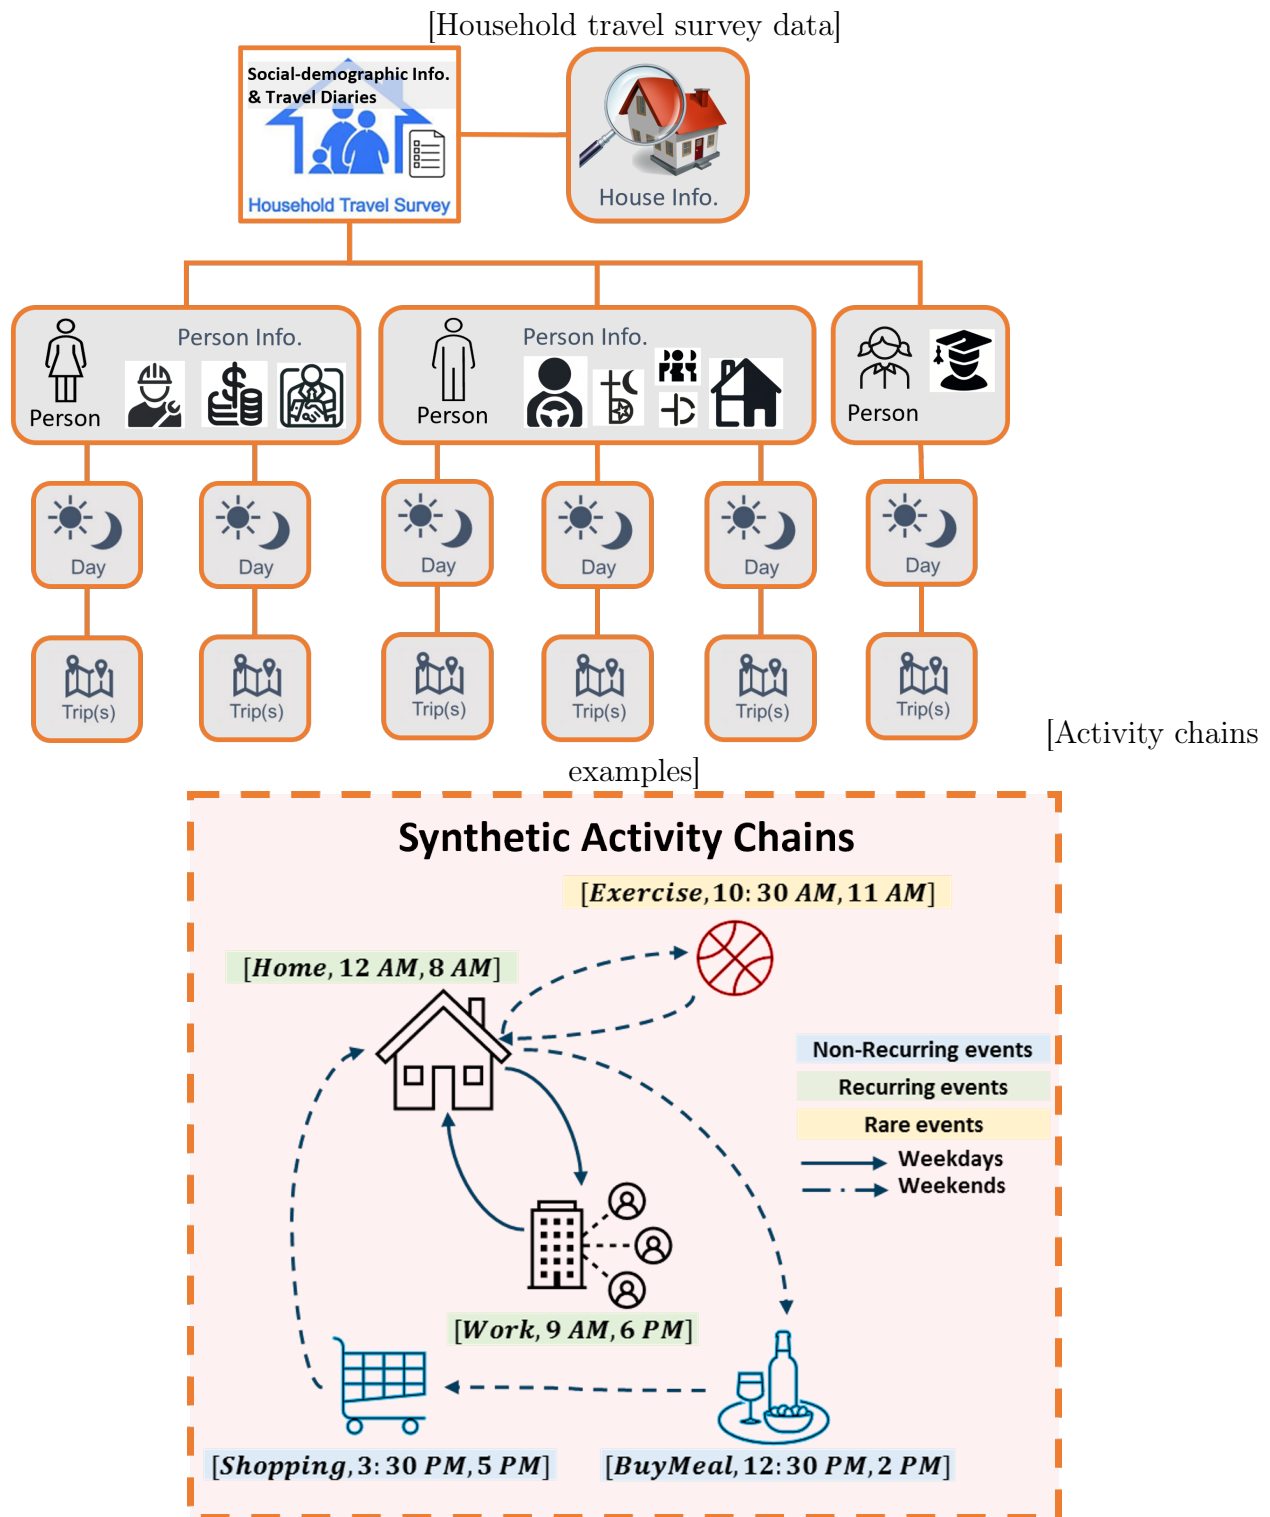 [Household travel survey data]
Social-demographic Info.
& Travel Diaries
Household Travel Survey
House Info.
Person Info.
Person
Person Info.
Person
Person
Day
Day
Day
Day
Day
Day
Trip(s)
Trip(s)
Trip(s)
Trip(s)
Trip(s)
Trip(s)
[Activity chains
examples]
Synthetic Activity Chains
[Exercise, 10: 30 AM, 11 AM]
[Home, 12 AM, 8 AM]
Non-Recurring events
Recurring events
Rare events
Weekdays
Weekends
[Work, 9 AM, 6 PM]
[Shopping, 3: 30 PM, 5 PM]
[BuyMeal, 12: 30 PM, 2 PM]